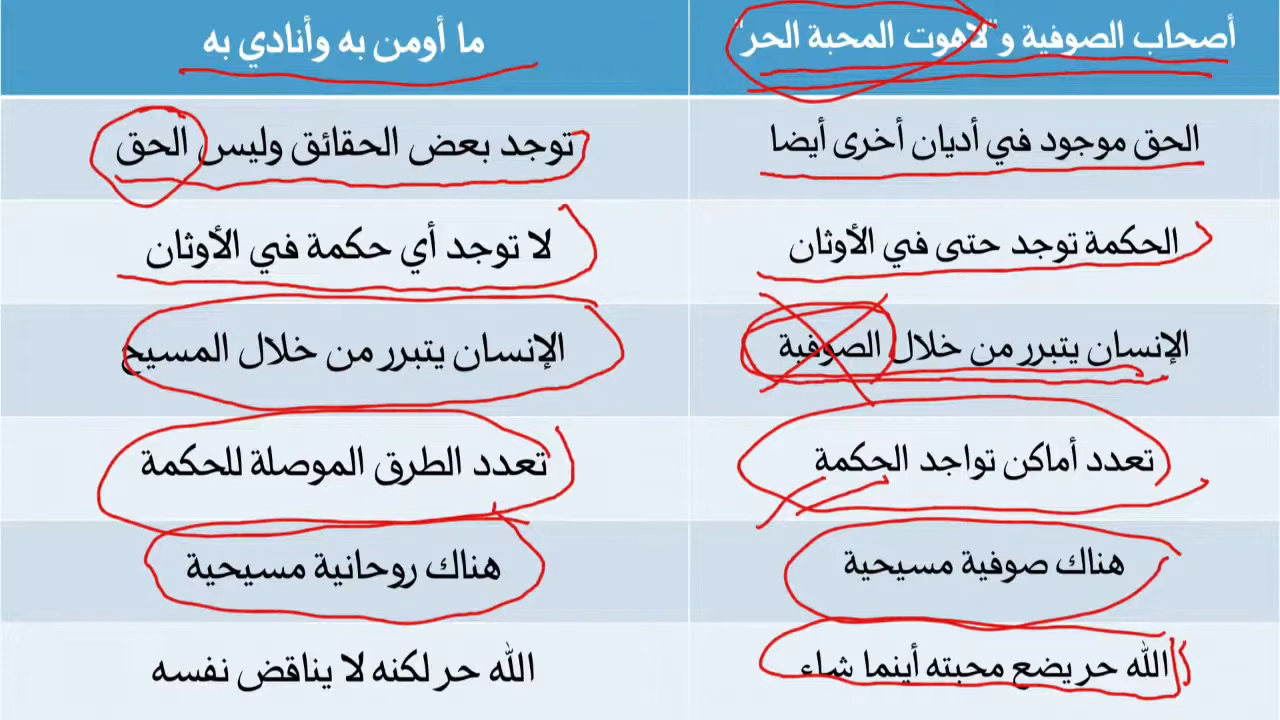 أصحاب الصوفية و"لاهوت المحبة الحر"
ما أومن به وأنادي به
الحق موجود في أديان أخرى أيضا
توجد بعض الحقائق وليس الحق
الحكمة توجد حتى في الأوثان
لا توجد أي حكمة في الأوثان
الإنسان يتبرر من خلال الصوفية
الإنسان يتبرر من خلال المسيح
تعدد أماكن تواجد الحكمة
تعدد الطرق الموصلة للحكمة
هناك صوفية مسيحية
هناك روحانية مسيحية
الله حر يضع محبته أينما شاء
الله حر لكنه لا يناقض نفسه